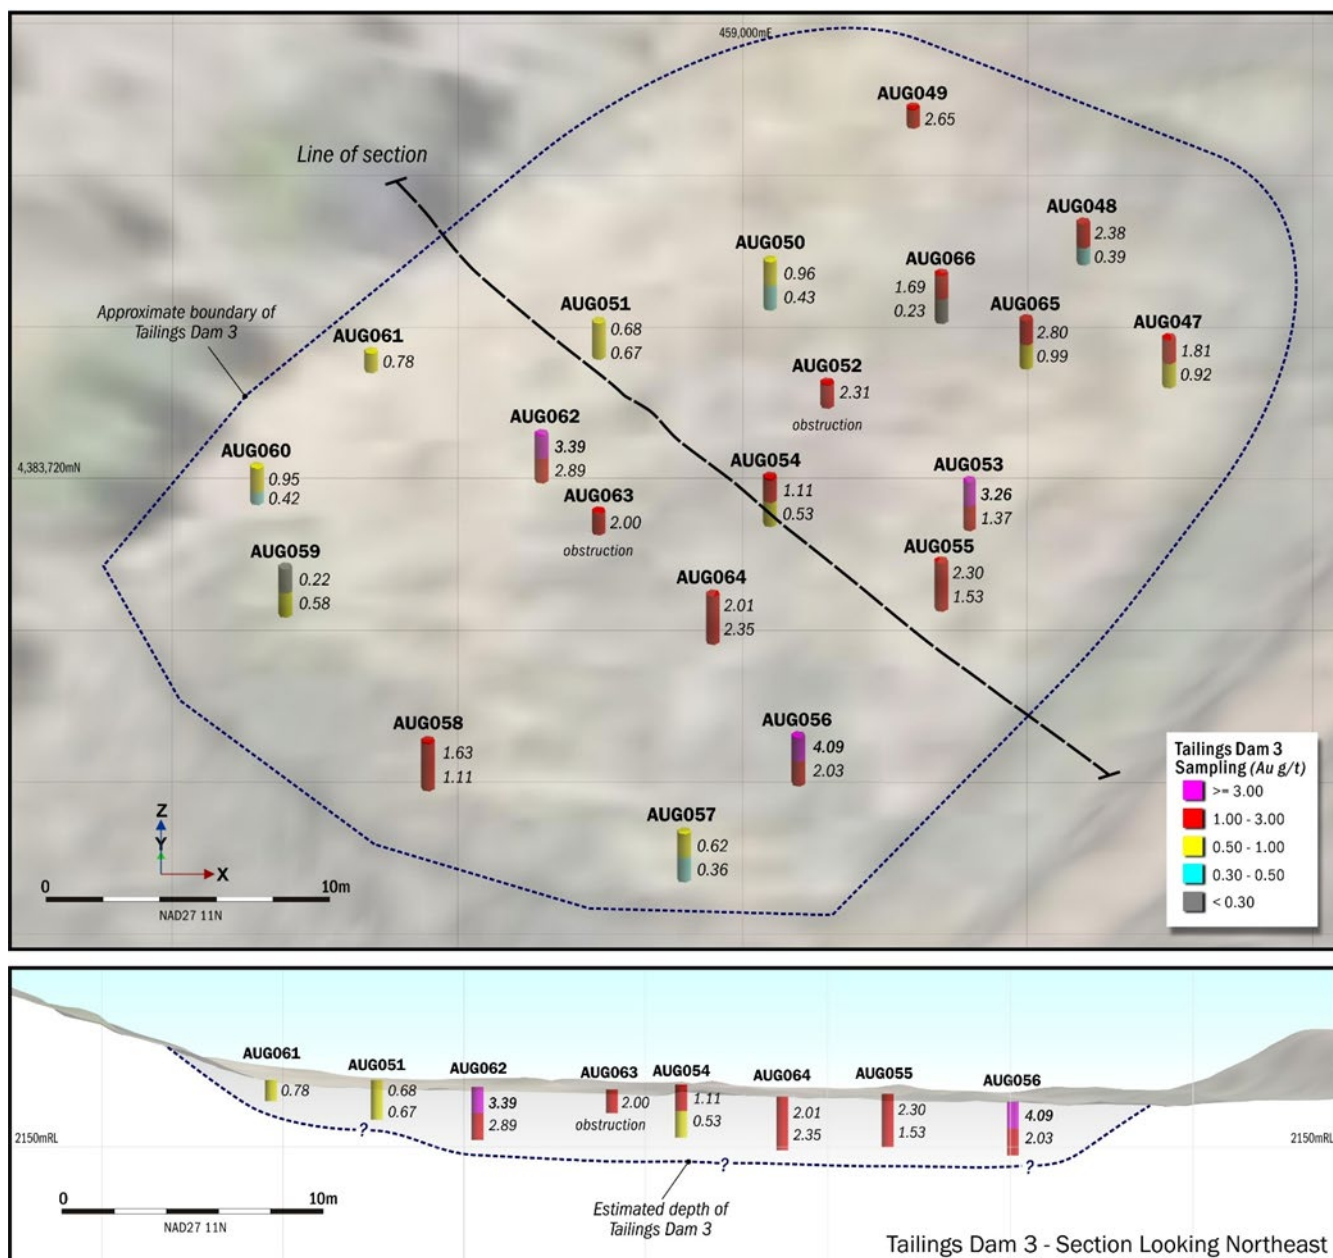 459,000mE
AUG049
2.65
Line of section
AUG048
2.38
0.39
AUG050
0.96
0.43
AUG066
1.69
0.23
AUG051
0.68
0.67
Approximate boundary of
Tailings Dam 3
AUG061
0.78
AUG065
2.80
0.99
AUG047
1.81
0.92
AUG052
2.31
obstruction
AUG062
3.39
2.89
AUG060
0.95
0.42
4,383,720mN
AUG054
1.11
0.53
AUG053
3.26
1.37
AUG063
2.00
obstruction
AUG059
0.22
0.58
AUG055
2.30
1.53
AUG064
2.01
2.35
AUG058
1.63
1.11
AUG056
4.09
2.03
AUG057
0.62
0.36
Z
Y
X
0 10m
NAD27 11N
Tailings Dam 3
Sampling (Au g/t)
>= 3.00
1.00 - 3.00
0.50 - 1.00
0.30 - 0.50
< 0.30
AUG061
0.78
AUG051
0.68
0.67
AUG062
3.39
2.89
AUG063
2.00
obstruction
AUG054
1.11
0.53
AUG064
2.01
2.35
AUG055
2.30
1.53
AUG056
4.09
2.03
2150mRL
2150mRL
?
?
?
0 10m
NAD27 11N
Estimated depth of
Tailings Dam 3
Tailings Dam 3 - Section Looking Northeast